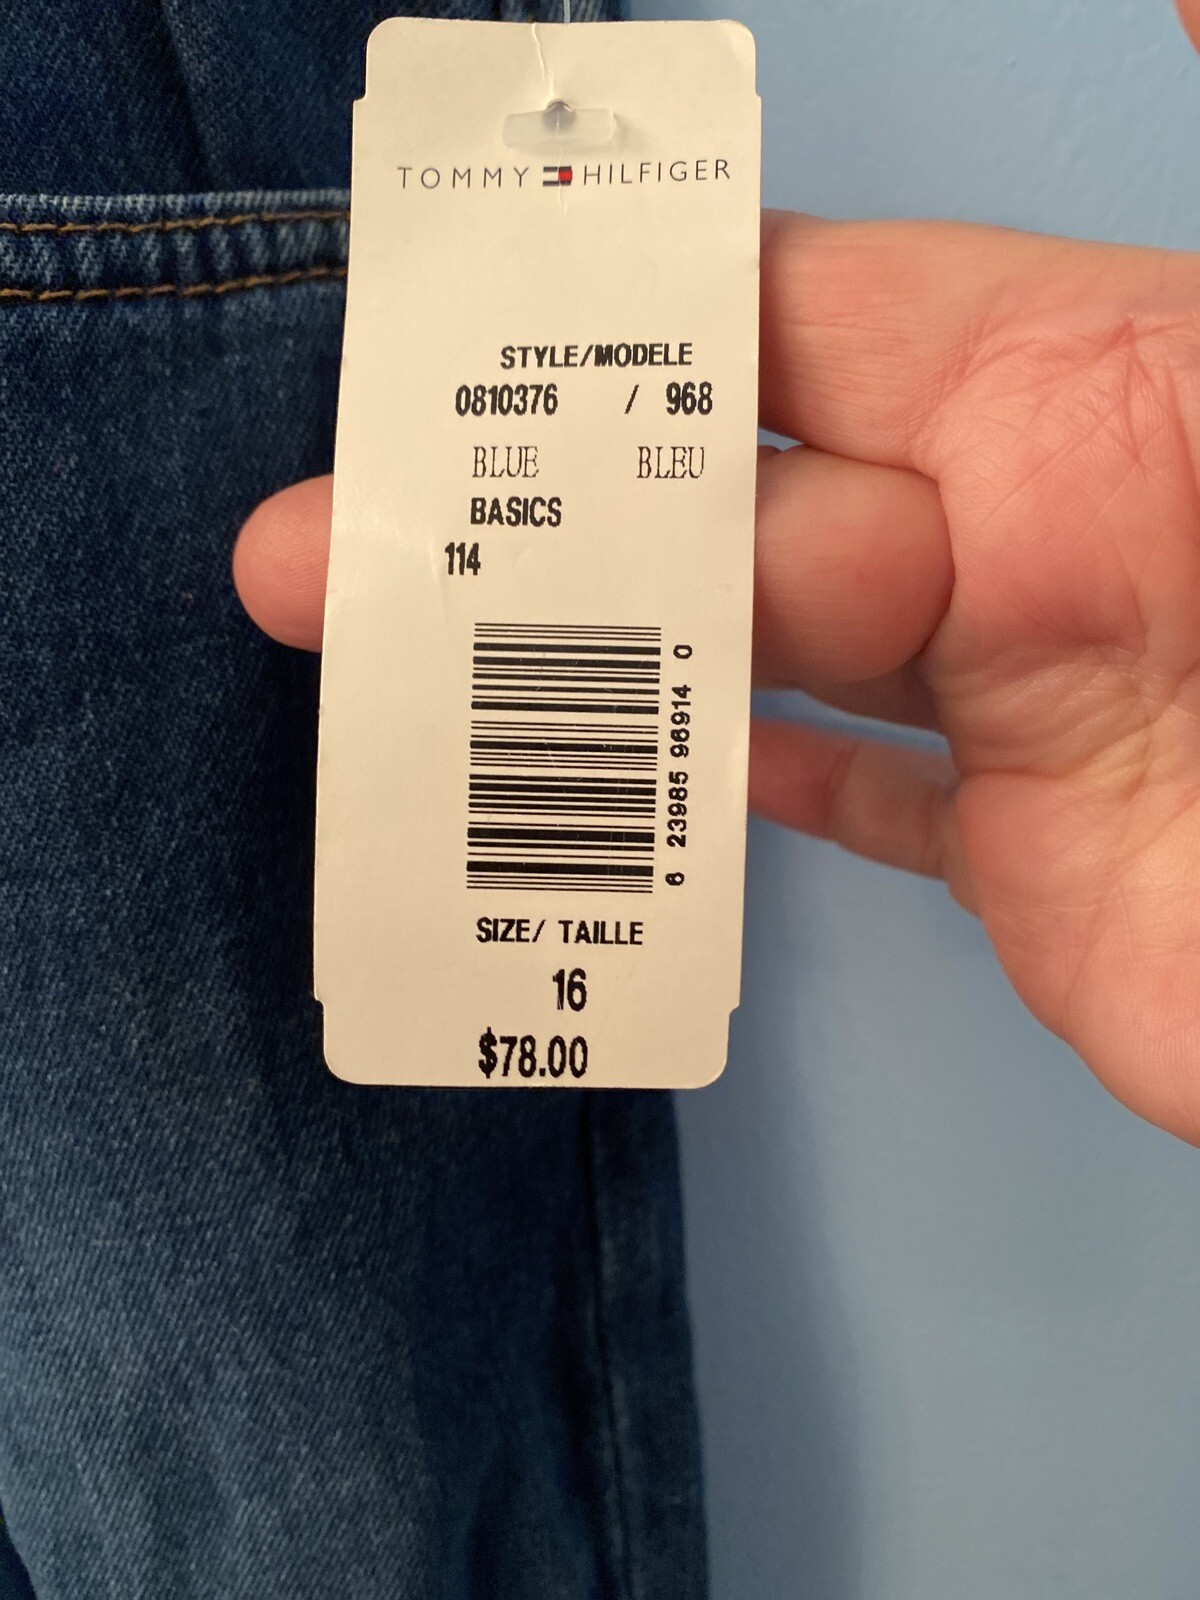 TOMMY HILFIGER
STYLE/MODELE
0810376 / 968
BLUE BLEU
BASICS
114
6 23985 96914 0
SIZE/ TAILLE
16
$78.00